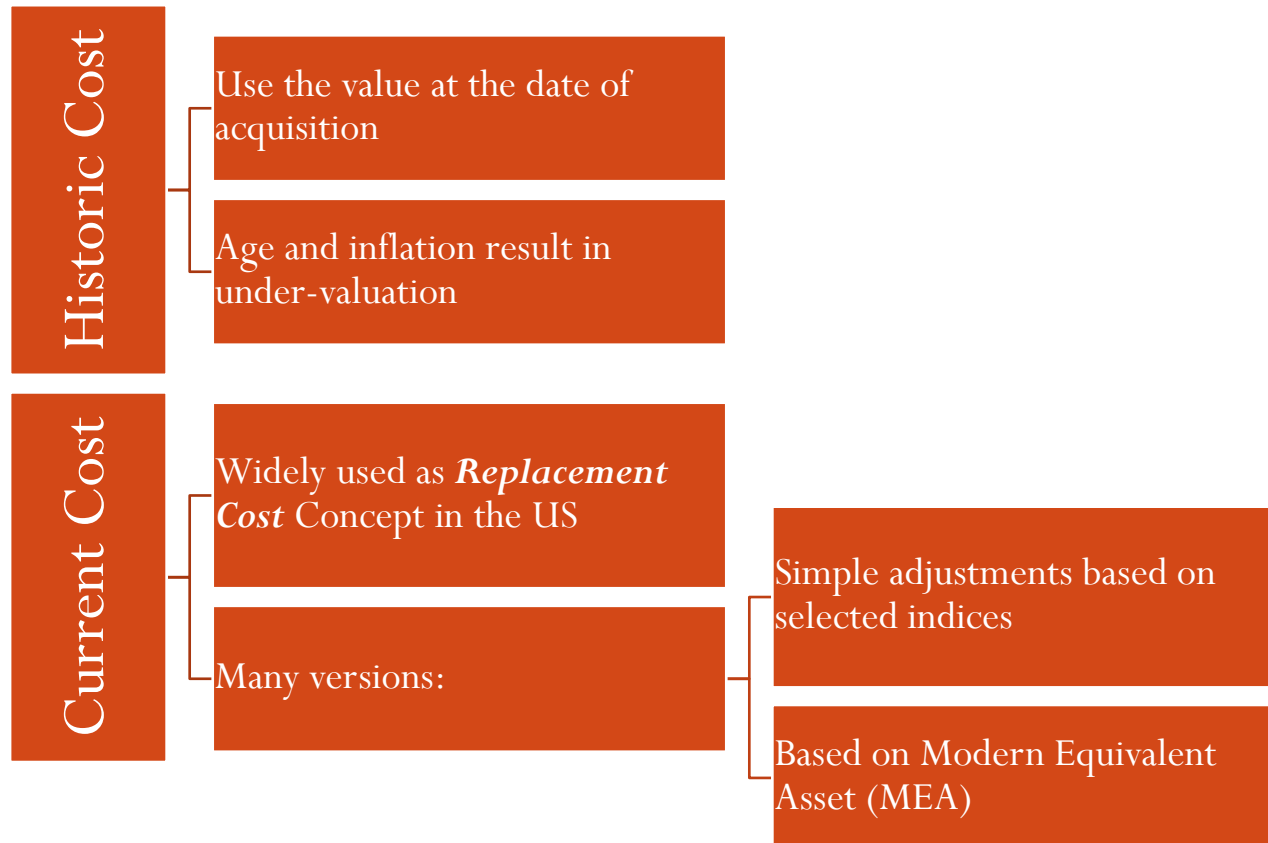 Historic Cost
Use the value at the date of
acquisition
Age and inflation result in
under-valuation
Current Cost
Widely used as Replacement
Cost Concept in the US
Many versions:
Simple adjustments based on
selected indices
Based on Modern Equivalent
Asset (MEA)